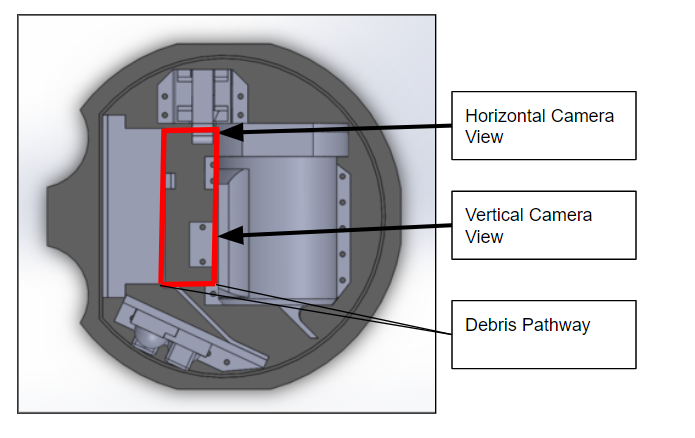 Horizontal Camera
View
Vertical Camera
View
Debris Pathway